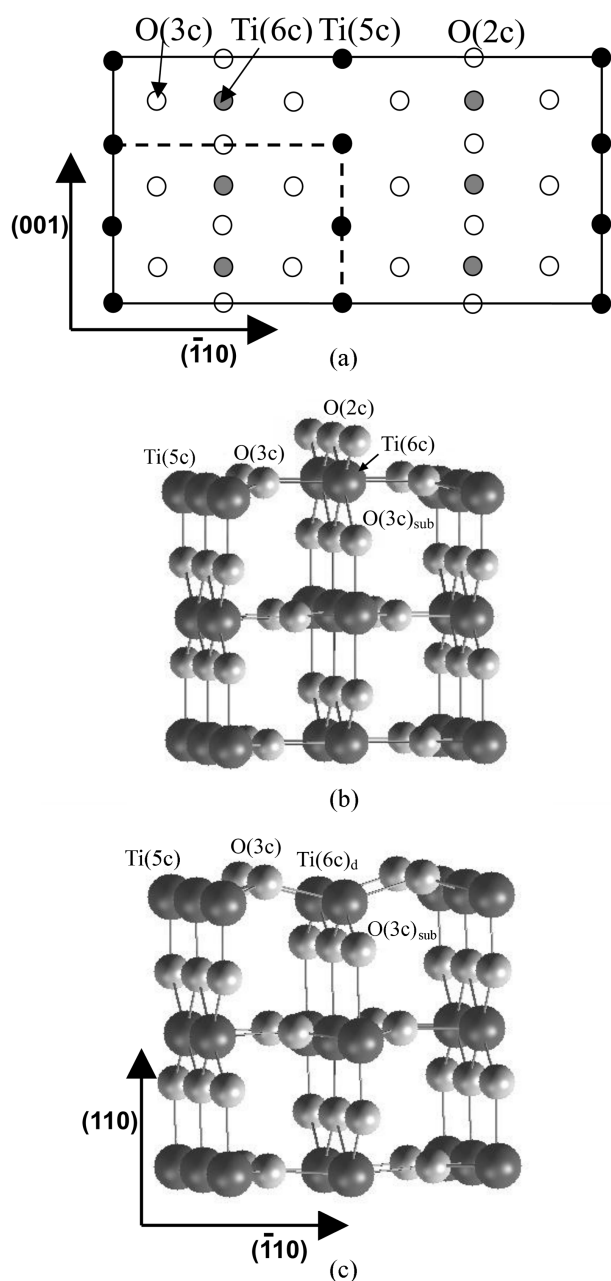 O(3c) Ti(6c) Ti(5c) O(2c)
(001)
(1̄10)
(a)
O(2c)
O(3c)
Ti(6c)
Ti(5c)
O(3c)sub
(b)
O(3c)
Ti(5c)
Ti(6c)d
O(3c)sub
(110)
(1̄10)
(c)